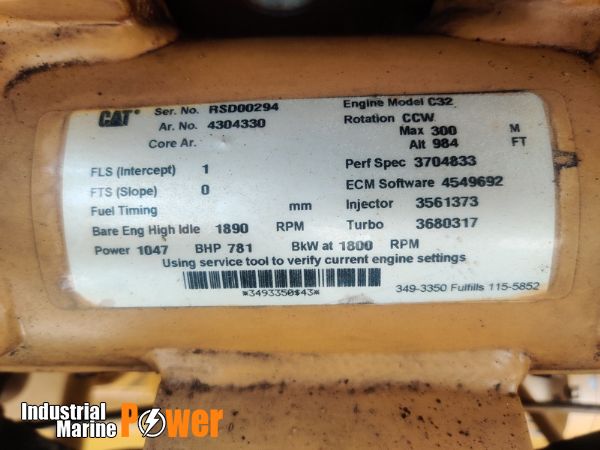 CAT® Ser. No. RSD00294 Engine Model C32
Ar. No. 4304330 Rotation CCW
Core Ar. Max 300 M
Alt 984 FT
FLS (Intercept) 1 Perf Spec 3704833
FTS (Slope) 0 ECM Software 4549692
Fuel Timing mm Injector 3561373
Bare Eng High Idle 1890 RPM Turbo 3680317
Power 1047 BHP 781 BkW at 1800 RPM
Using service tool to verify current engine settings
*3493350$43*
349-3350 Fulfills 115-5852
Industrial
Marine Power